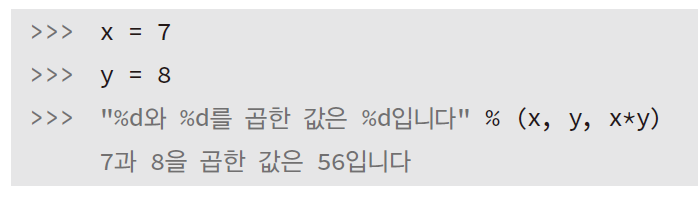 >>> x = 7
>>> y = 8
>>> "%d와 %d를 곱한 값은 %d입니다" % (x, y, x*y)
7과 8을 곱한 값은 56입니다